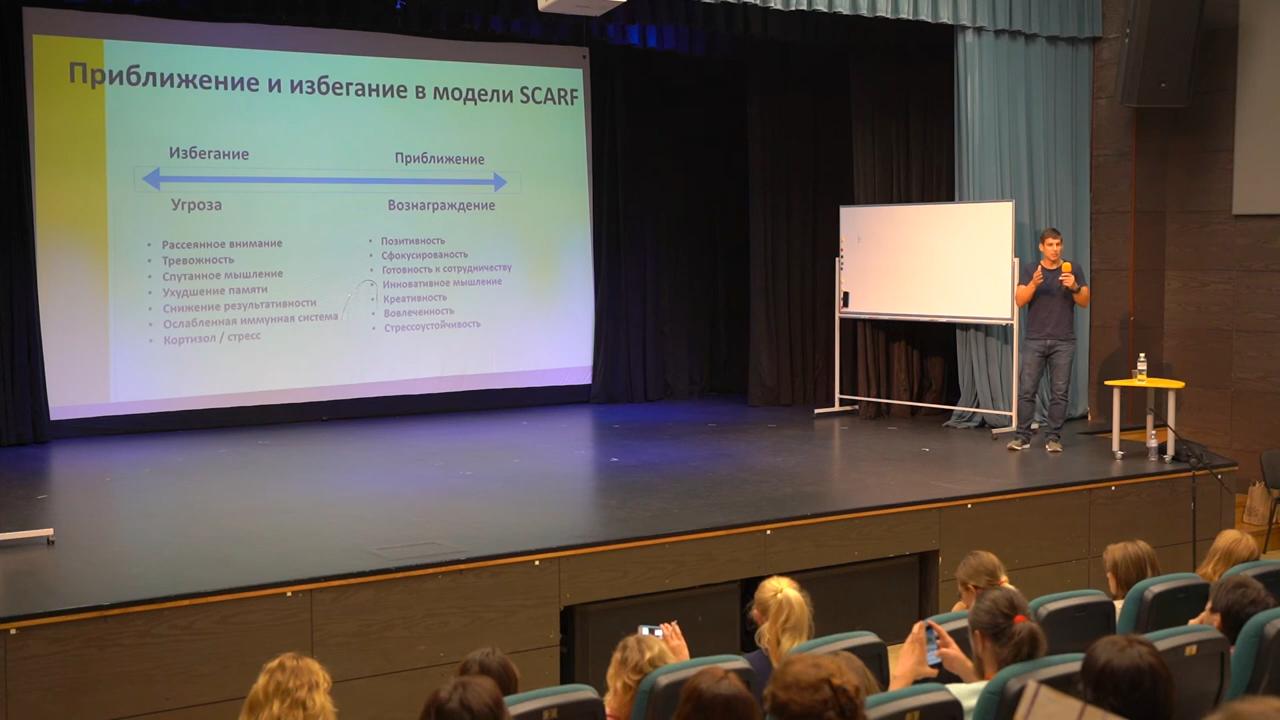 Приближение и избегание в модели SCARF
Избегание
Приближение
Угроза
Вознаграждение
• Рассеянное внимание
• Тревожность
• Спутанное мышление
• Ухудшение памяти
• Снижение результативности
• Ослабленная иммунная система
• Кортизол / стресс
• Позитивность
• Сфокусированость
• Готовность к сотрудничеству
• Инновативное мышление
• Креативность
• Вовлеченность
• Стрессоустойчивость